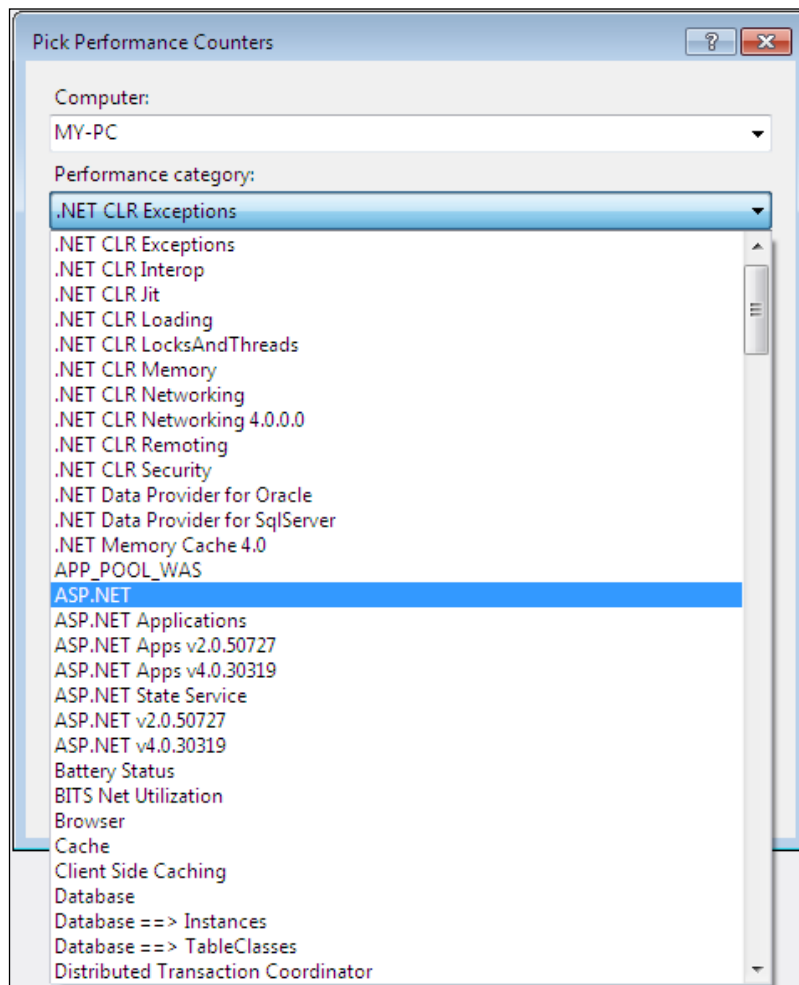 Pick Performance Counters
Computer:
MY-PC
Performance category:
.NET CLR Exceptions
.NET CLR Exceptions
.NET CLR Interop
.NET CLR Jit
.NET CLR Loading
.NET CLR LocksAndThreads
.NET CLR Memory
.NET CLR Networking
.NET CLR Networking 4.0.0.0
.NET CLR Remoting
.NET CLR Security
.NET Data Provider for Oracle
.NET Data Provider for SqlServer
.NET Memory Cache 4.0
APP_POOL_WAS
ASP.NET
ASP.NET Applications
ASP.NET Apps v2.0.50727
ASP.NET Apps v4.0.30319
ASP.NET State Service
ASP.NET v2.0.50727
ASP.NET v4.0.30319
Battery Status
BITS Net Utilization
Browser
Cache
Client Side Caching
Database
Database ==> Instances
Database ==> TableClasses
Distributed Transaction Coordinator